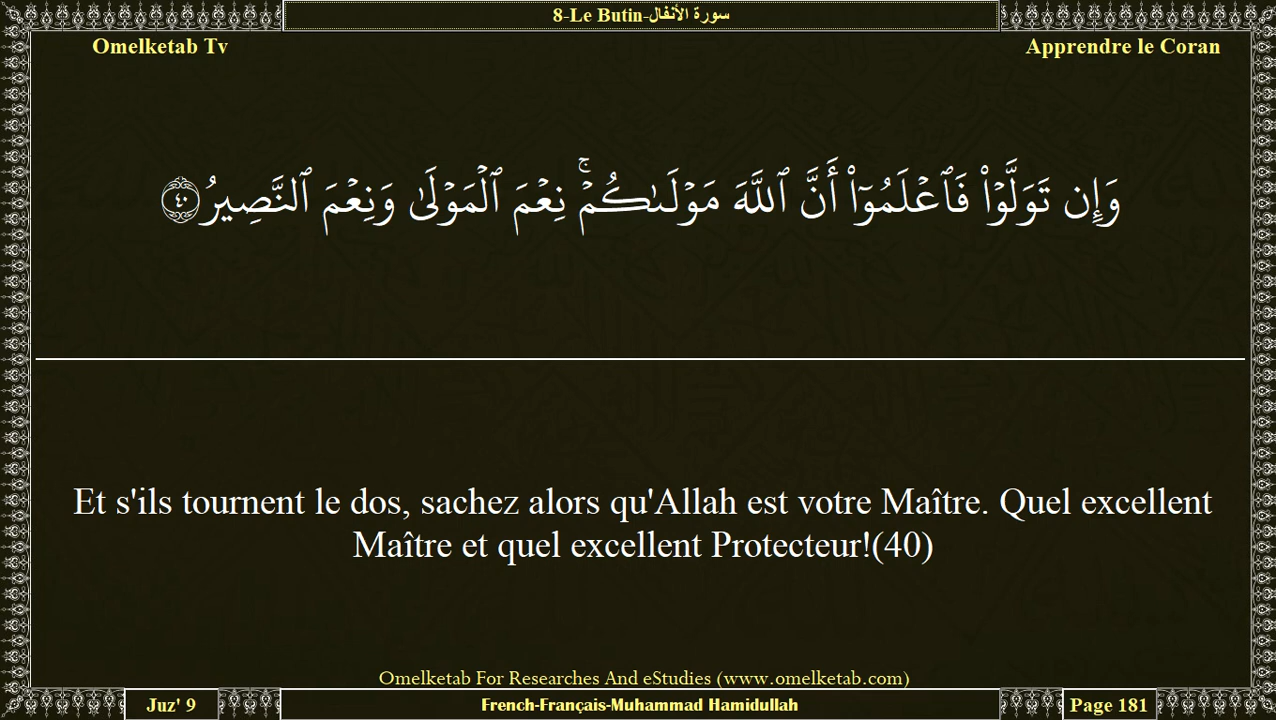 8-Le Butin-سورة الأنفال
Omelketab Tv
Apprendre le Coran
وَإِن تَوَلَّوْا۟ فَٱعْلَمُوٓا۟ أَنَّ ٱللَّهَ مَوْلَىٰكُمْ ۚ نِعْمَ ٱلْمَوْلَىٰ وَنِعْمَ ٱلنَّصِيرُ ٤٠
Et s'ils tournent le dos, sachez alors qu'Allah est votre Maître. Quel excellent
Maître et quel excellent Protecteur!(40)
Omelketab For Researches And eStudies (www.omelketab.com)
Juz' 9
French-Français-Muhammad Hamidullah
Page 181